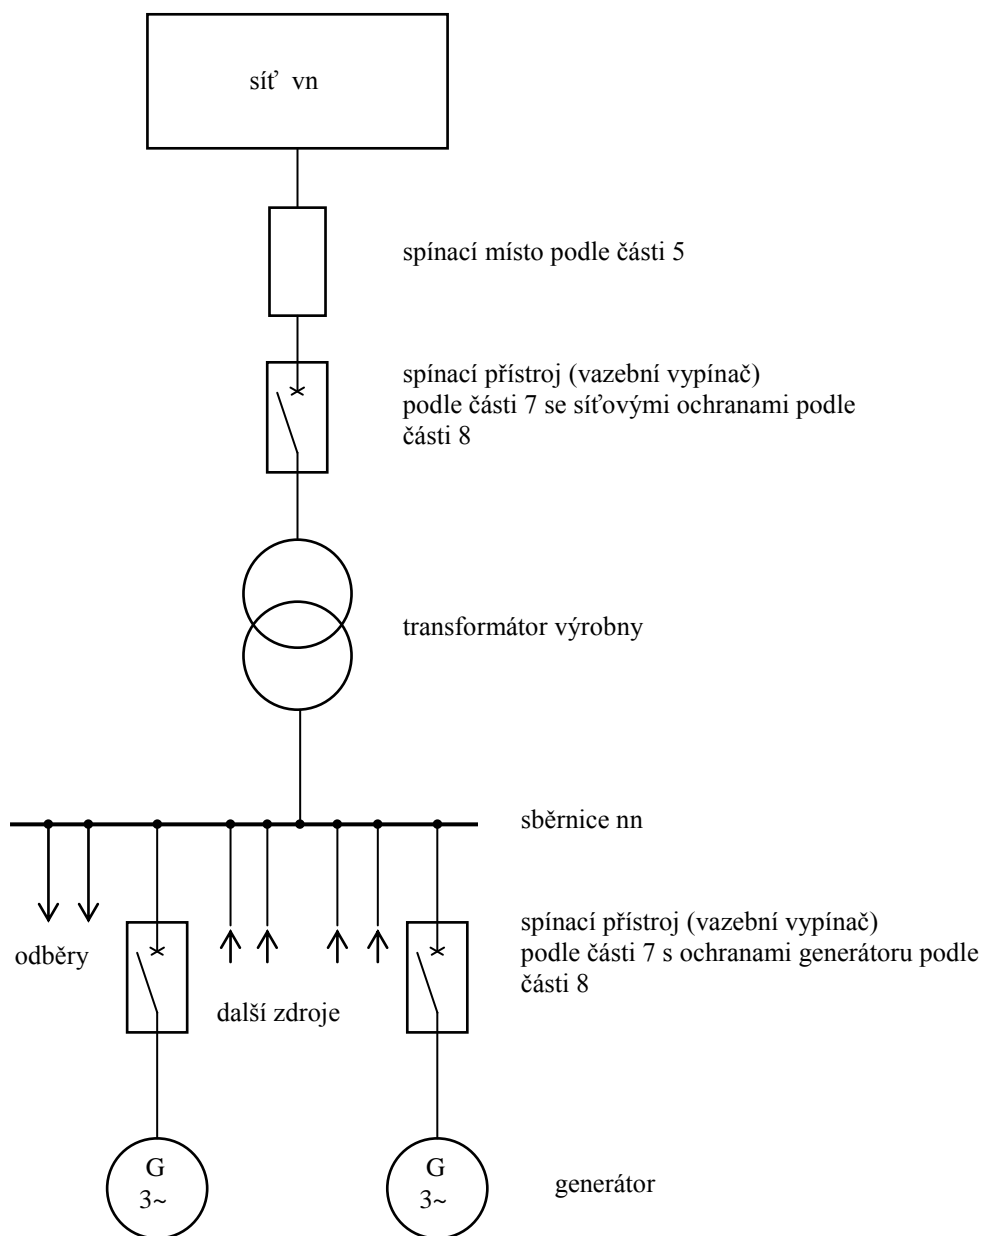 síť vn
spínací místo podle části 5
spínací přístroj (vazební vypínač)
podle části 7 se síťovými ochranami podle
části 8
transformátor výrobny
sběrnice nn
spínací přístroj (vazební vypínač)
podle části 7 s ochranami generátoru podle
části 8
odběry
další zdroje
G
3~
G
3~
generátor